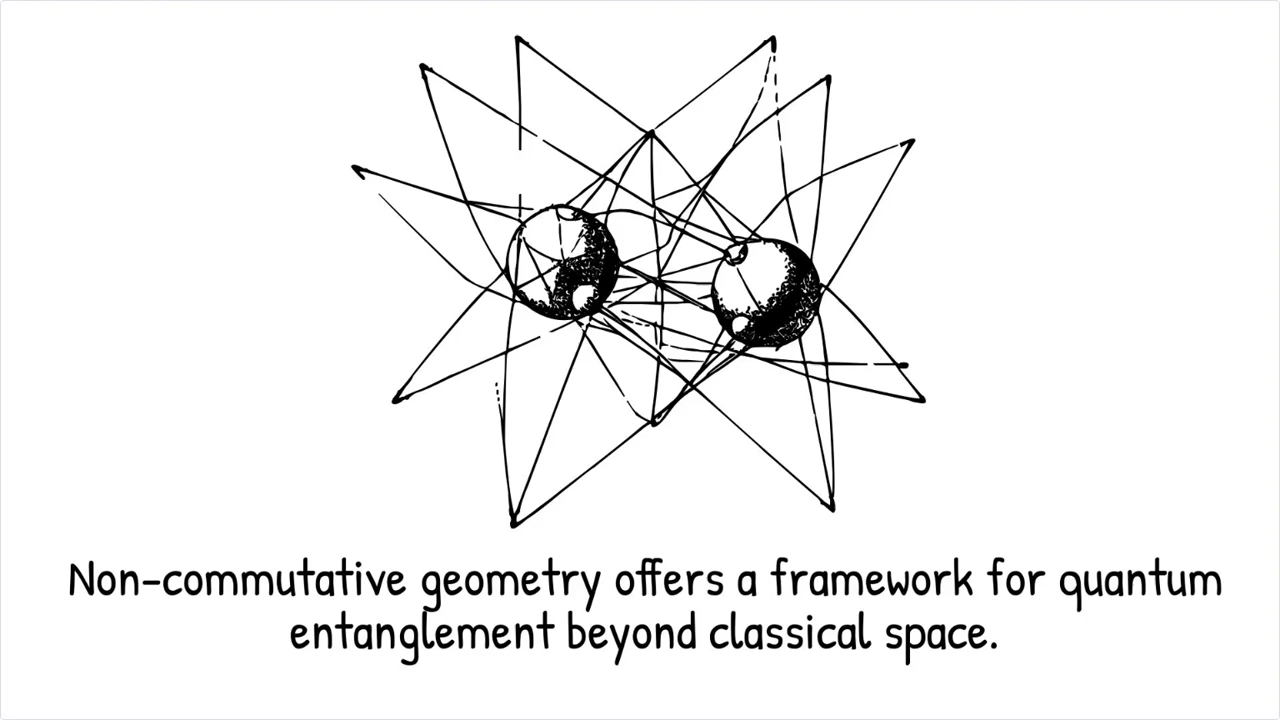 Non-commutative geometry offers a framework for quantum
entanglement beyond classical space.